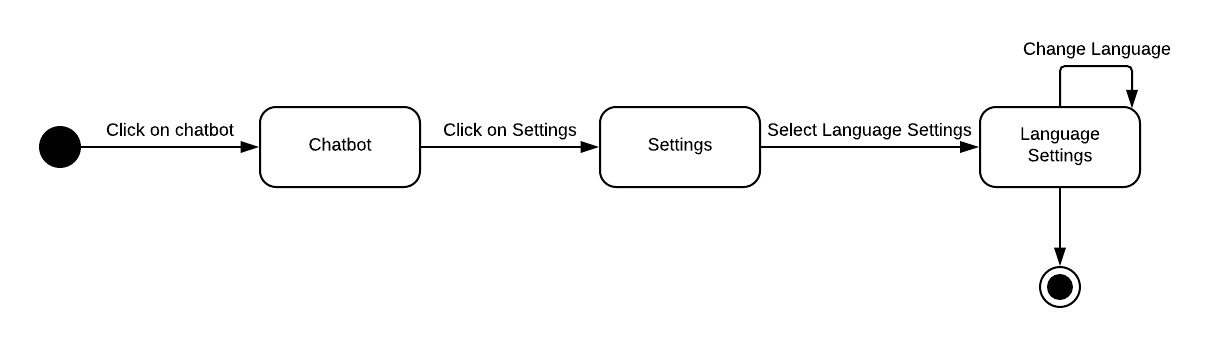 Change Language
Click on chatbot
Chatbot
Click on Settings
Settings
Select Language Settings
Language
Settings